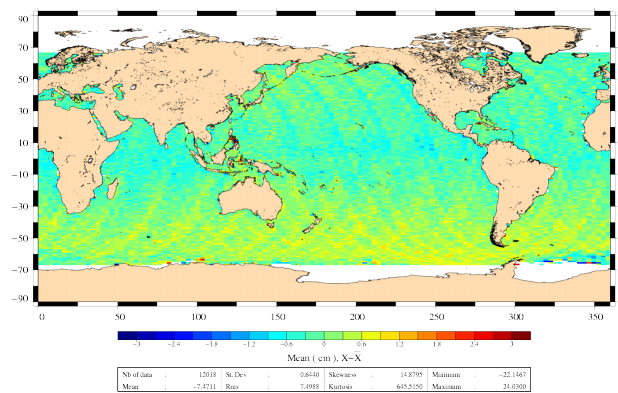 90
70
50
30
10
−10
−30
−50
−70
−90
0 50 100 150 200 250 300 350
−3 −2.4 −1.8 −1.2 −0.6 0 0.6 1.2 1.8 2.4 3
Mean ( cm ), X−X̄
Nb of data : 12018 St. Dev : 0.6440 Skewness : 14.8795 Minimum : −22.1467
Mean : −7.4711 Rms : 7.4988 Kurtosis : 645.5150 Maximum : 24.0300